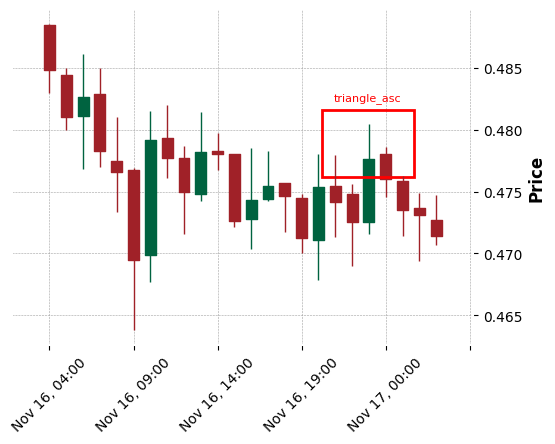 triangle_asc
0.485
0.480
0.475
0.470
0.465
Price
Nov 16, 04:00
Nov 16, 09:00
Nov 16, 14:00
Nov 16, 19:00
Nov 17, 00:00